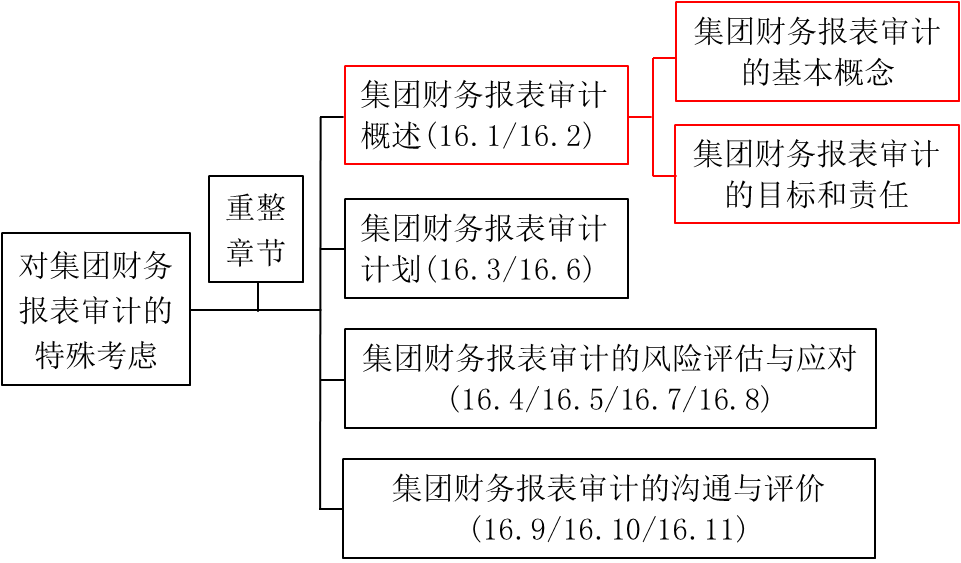 对集团财务
报表审计的
特殊考虑
重整
章节
集团财务报表审计
概述(16.1/16.2)
集团财务报表审计
的基本概念
集团财务报表审计
的目标和责任
集团财务报表审计
计划(16.3/16.6)
集团财务报表审计的风险评估与应对
(16.4/16.5/16.7/16.8)
集团财务报表审计的沟通与评价
(16.9/16.10/16.11)